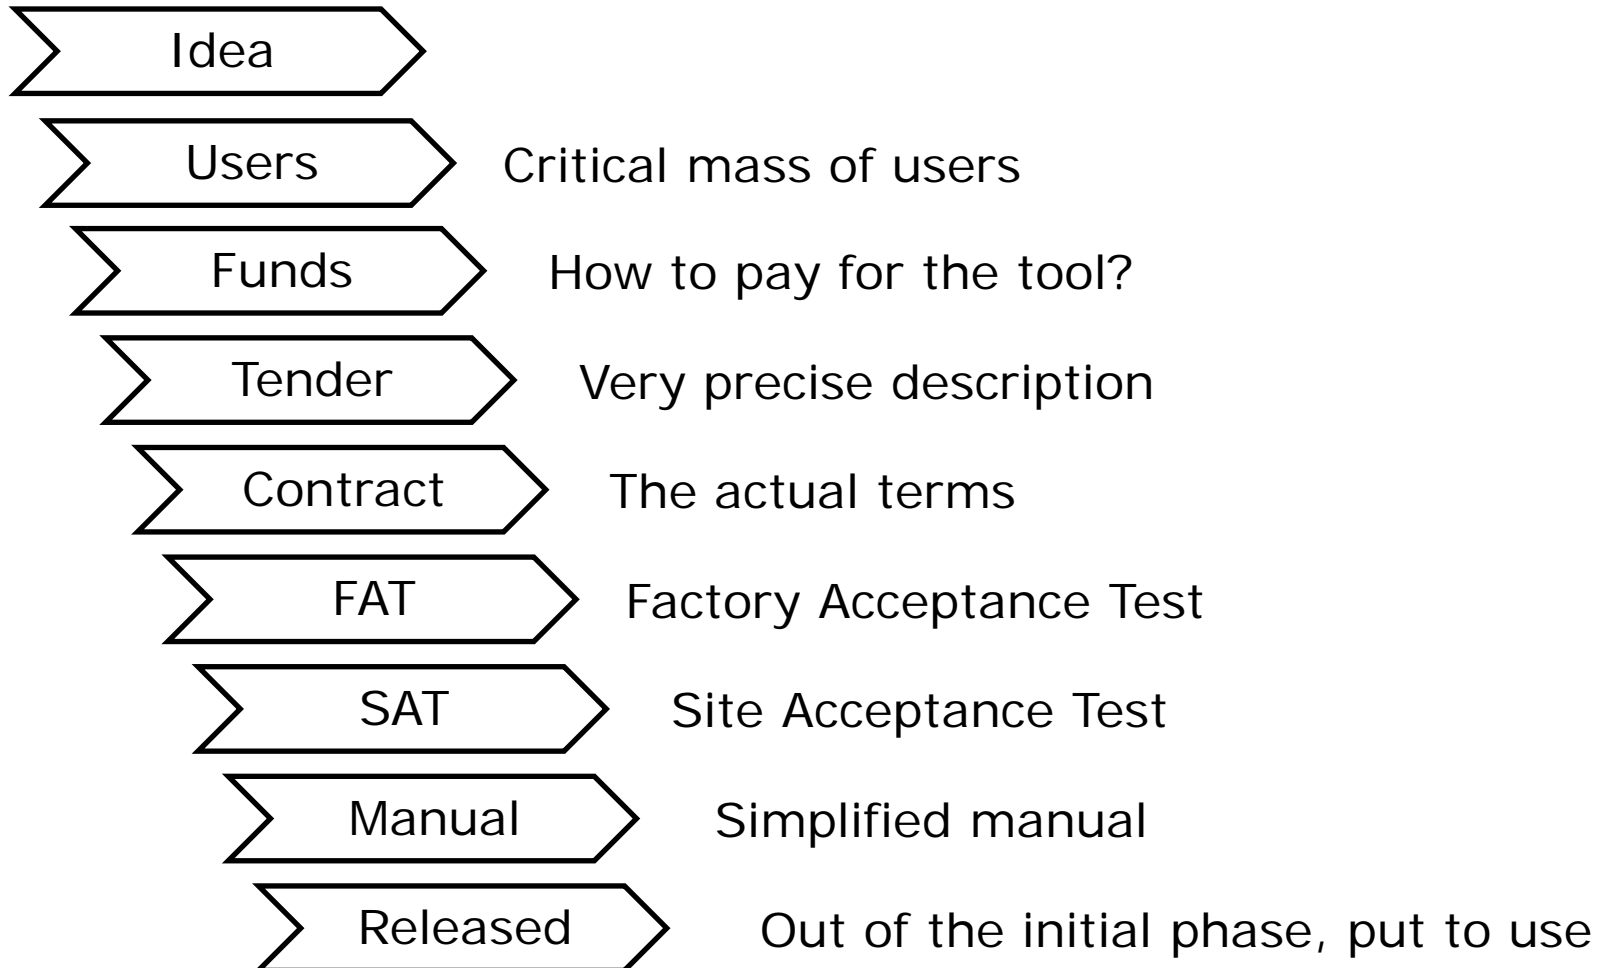 Idea
Users Critical mass of users
Funds How to pay for the tool?
Tender Very precise description
Contract The actual terms
FAT Factory Acceptance Test
SAT Site Acceptance Test
Manual Simplified manual
Released Out of the initial phase, put to use